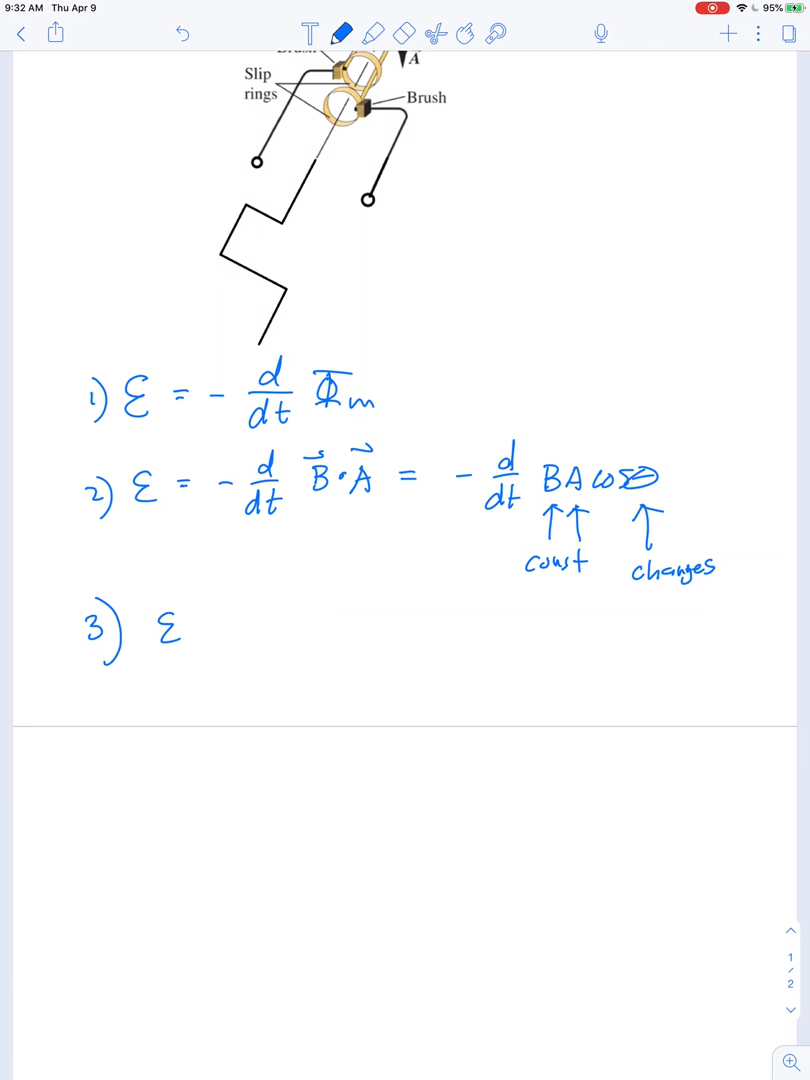 9:32 AM Thu Apr 9
95%
T
A
Slip
rings
Brush
1) Ɛ = - d/dt Φm
2) Ɛ = - d/dt B⃗ · A⃗ = - d/dt BA cosθ
↑↑ ↑
const changes
3) Ɛ
1
/
2